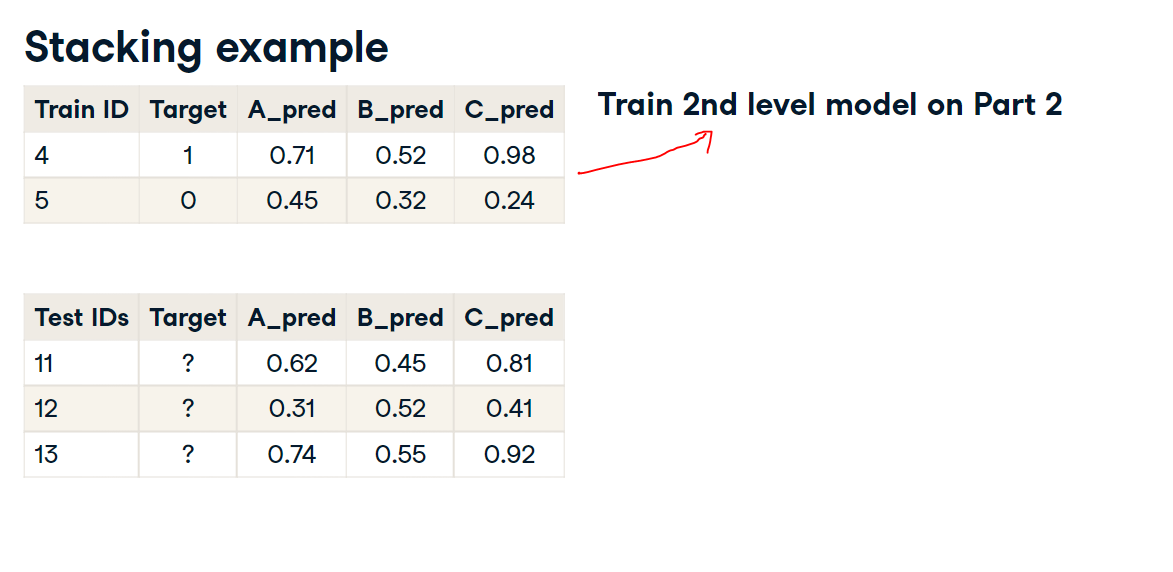 Stacking example
Train ID Target A_pred B_pred C_pred
4 1 0.71 0.52 0.98
5 0 0.45 0.32 0.24
Train 2nd level model on Part 2
Test IDs Target A_pred B_pred C_pred
11 ? 0.62 0.45 0.81
12 ? 0.31 0.52 0.41
13 ? 0.74 0.55 0.92